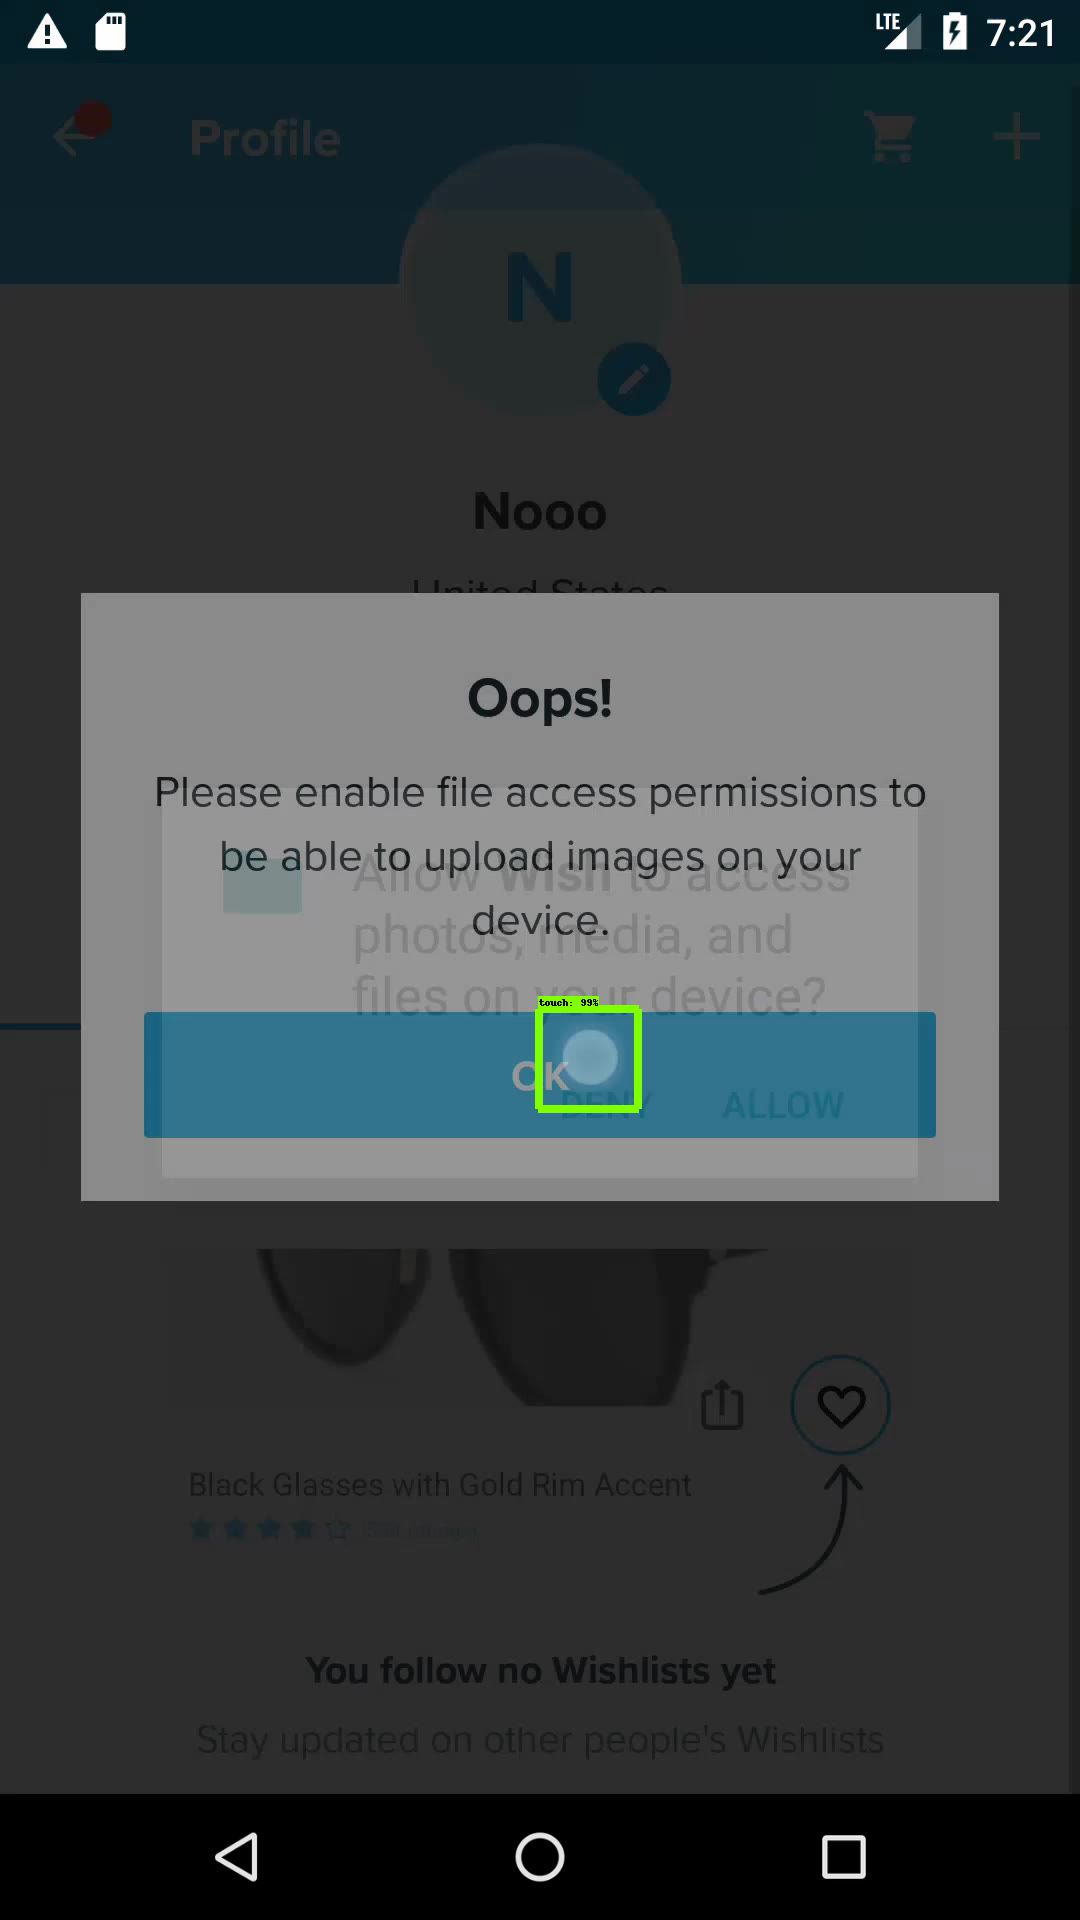 LTE 7:21
Profile
N
Nooo
United States
Oops!
Please enable file access permissions to
be able to upload images on your
device.
Allow Wish to access
photos, media, and
files on your device?
touch: 99%
OK
DENY ALLOW
Black Glasses with Gold Rim Accent
You follow no Wishlists yet
Stay updated on other people's Wishlists